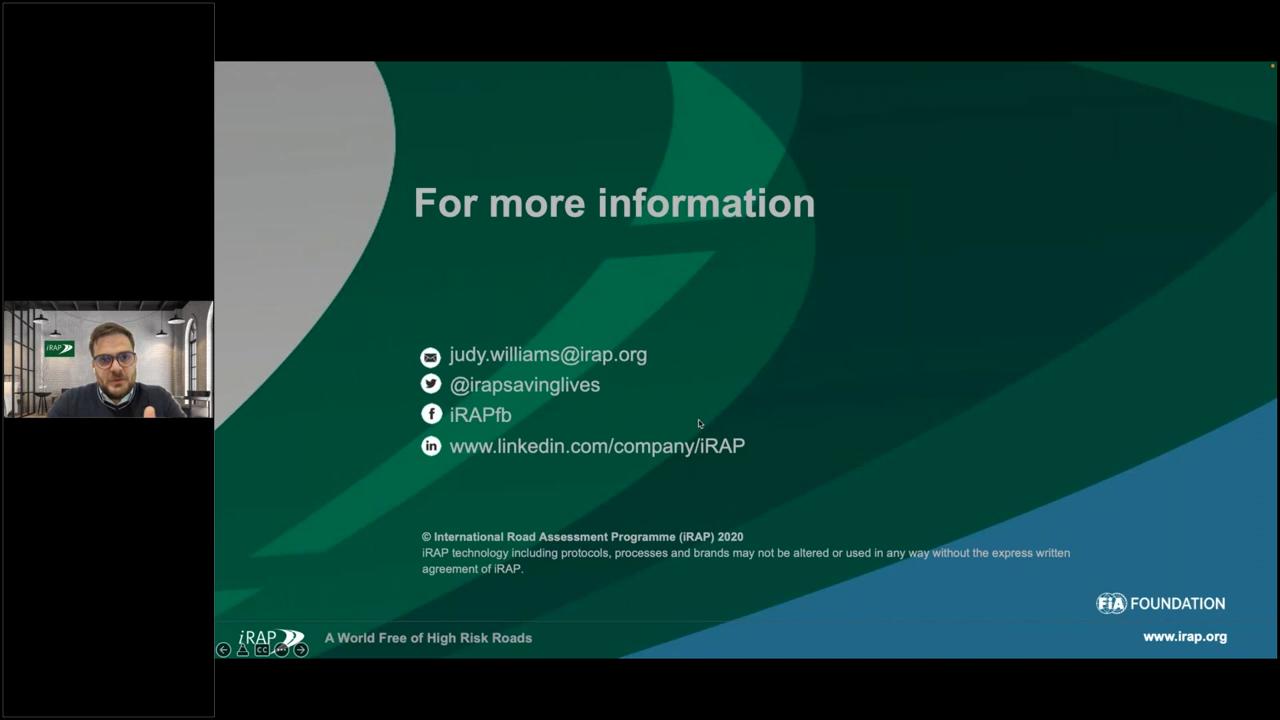 For more information
judy.williams@irap.org
@irapsavinglives
iRAPfb
www.linkedin.com/company/iRAP
© International Road Assessment Programme (iRAP) 2020
iRAP technology including protocols, processes and brands may not be altered or used in any way without the express written
agreement of iRAP.
FiA FOUNDATION
iRAP
A World Free of High Risk Roads
www.irap.org
iRAP
CC